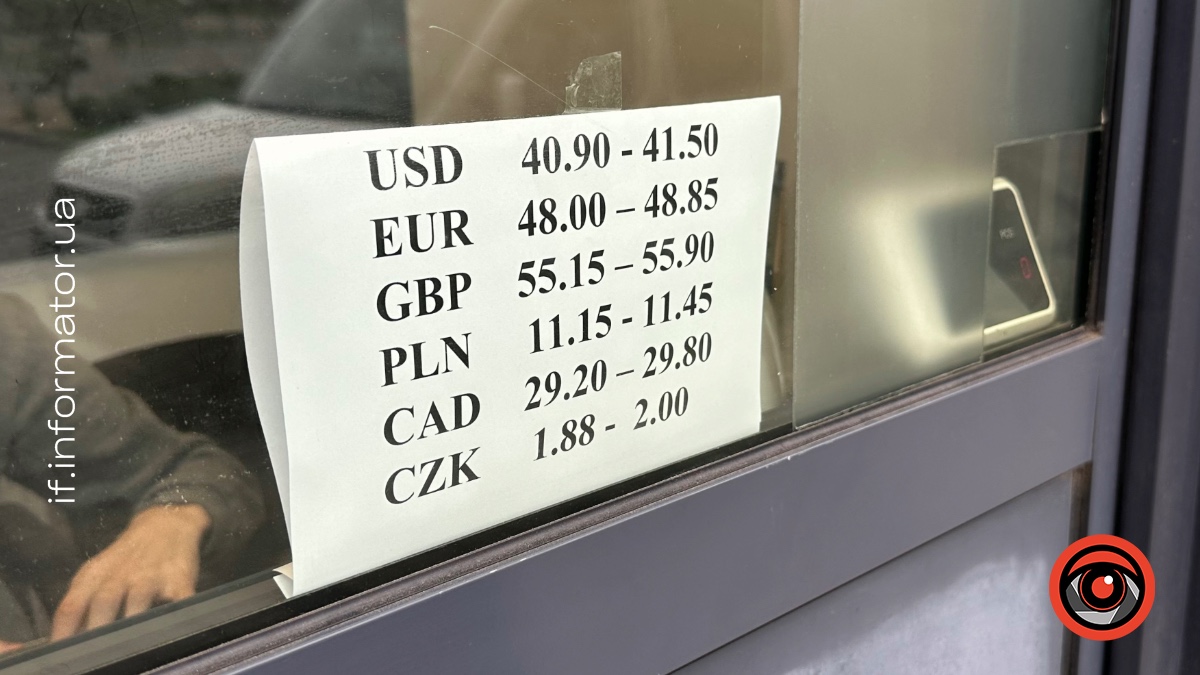 USD 40.90 - 41.50
EUR 48.00 – 48.85
GBP 55.15 – 55.90
PLN 11.15 - 11.45
CAD 29.20 – 29.80
CZK 1.88 - 2.00
if.informator.ua